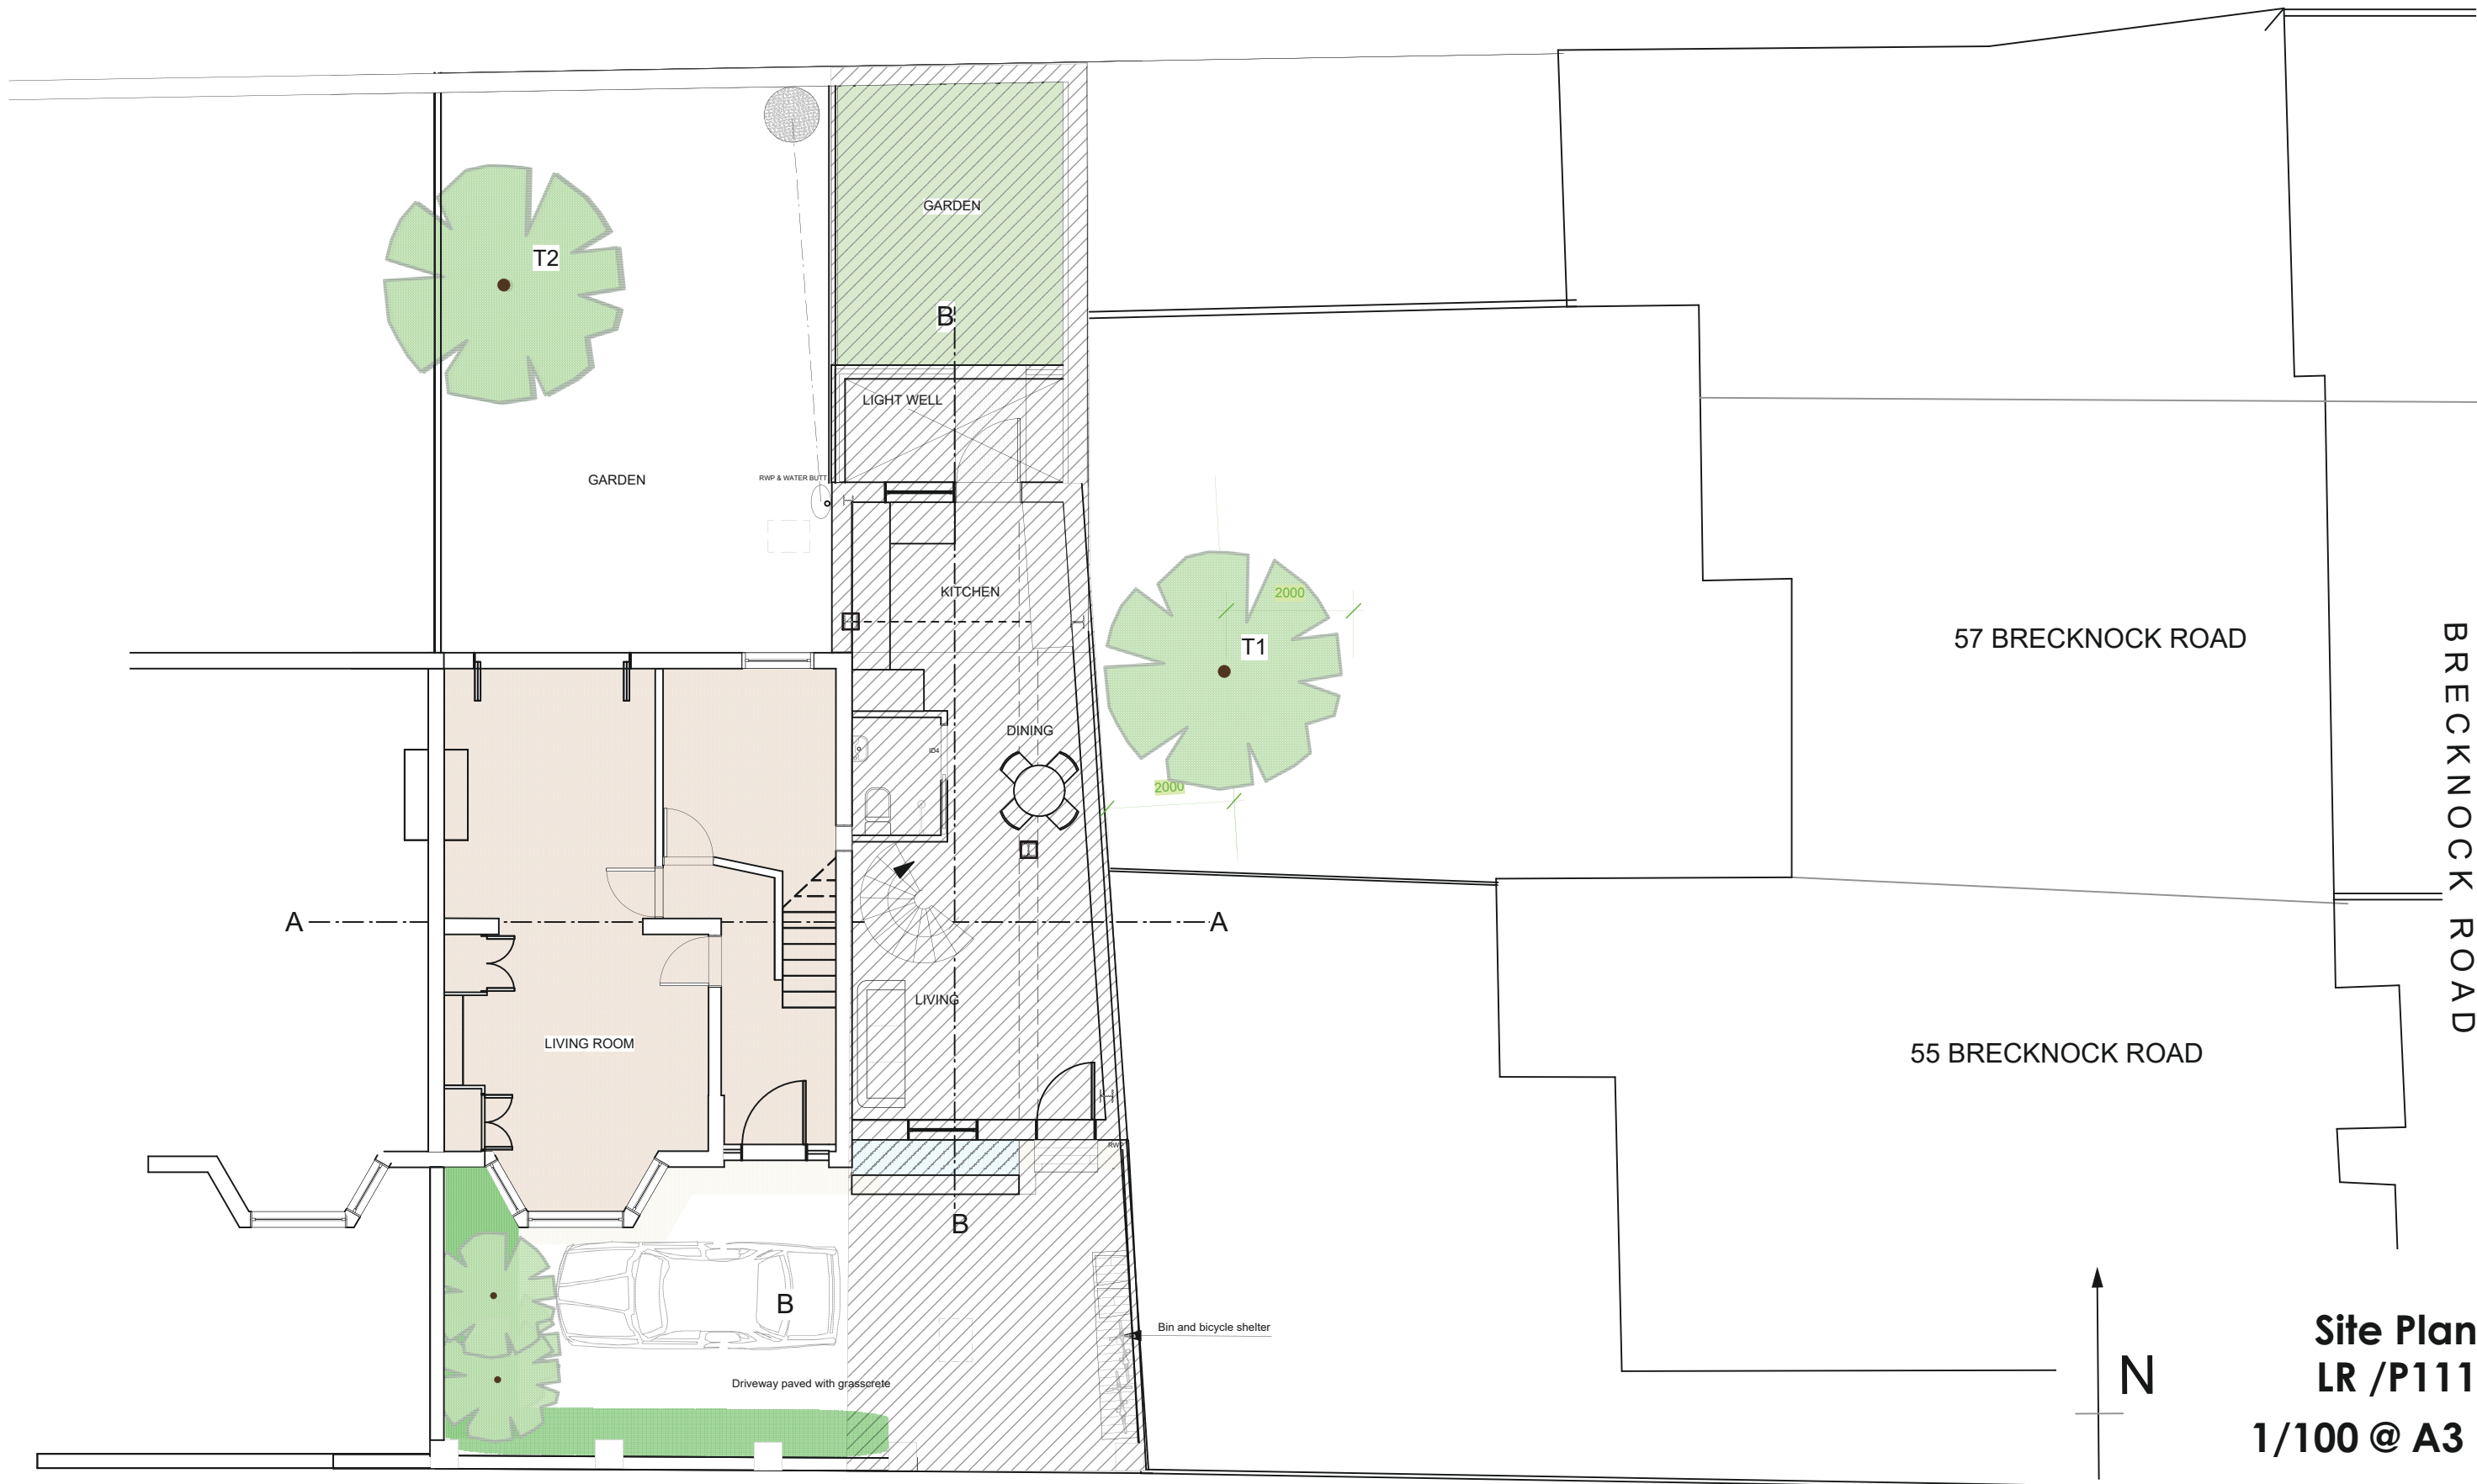 GARDEN
T2
B
LIGHT WELL
GARDEN
RWP & WATER BUTT
KITCHEN
2000
T1
57 BRECKNOCK ROAD
BRECKNOCK ROAD
DINING
ID4
2000
A
A
LIVING
LIVING ROOM
55 BRECKNOCK ROAD
RWP
B
B
Bin and bicycle shelter
Driveway paved with grasscrete
N
Site Plan
LR /P111
1/100 @ A3